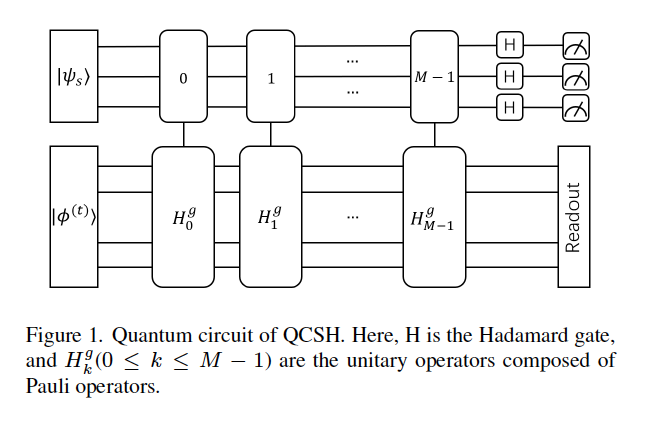 |ψₛ⟩ 0 1 ... ... M − 1 H H H
|ϕ⁽ᵗ⁾⟩ H₀ᵍ H₁ᵍ ... Hᵍ_{M−1} Readout
Figure 1. Quantum circuit of QCSH. Here, H is the Hadamard gate,
and Hₖᵍ(0 ≤ k ≤ M − 1) are the unitary operators composed of
Pauli operators.